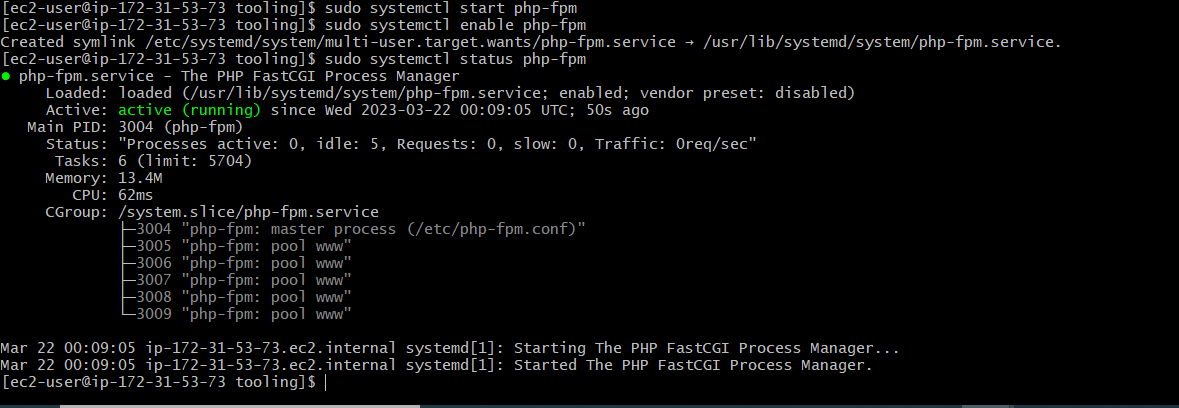 [ec2-user@ip-172-31-53-73 tooling]$ sudo systemctl start php-fpm
[ec2-user@ip-172-31-53-73 tooling]$ sudo systemctl enable php-fpm
Created symlink /etc/systemd/system/multi-user.target.wants/php-fpm.service → /usr/lib/systemd/system/php-fpm.service.
[ec2-user@ip-172-31-53-73 tooling]$ sudo systemctl status php-fpm
● php-fpm.service - The PHP FastCGI Process Manager
     Loaded: loaded (/usr/lib/systemd/system/php-fpm.service; enabled; vendor preset: disabled)
     Active: active (running) since Wed 2023-03-22 00:09:05 UTC; 50s ago
   Main PID: 3004 (php-fpm)
     Status: "Processes active: 0, idle: 5, Requests: 0, slow: 0, Traffic: 0req/sec"
      Tasks: 6 (limit: 5704)
     Memory: 13.4M
        CPU: 62ms
     CGroup: /system.slice/php-fpm.service
             ├─3004 "php-fpm: master process (/etc/php-fpm.conf)"
             ├─3005 "php-fpm: pool www"
             ├─3006 "php-fpm: pool www"
             ├─3007 "php-fpm: pool www"
             ├─3008 "php-fpm: pool www"
             └─3009 "php-fpm: pool www"

Mar 22 00:09:05 ip-172-31-53-73.ec2.internal systemd[1]: Starting The PHP FastCGI Process Manager...
Mar 22 00:09:05 ip-172-31-53-73.ec2.internal systemd[1]: Started The PHP FastCGI Process Manager.
[ec2-user@ip-172-31-53-73 tooling]$